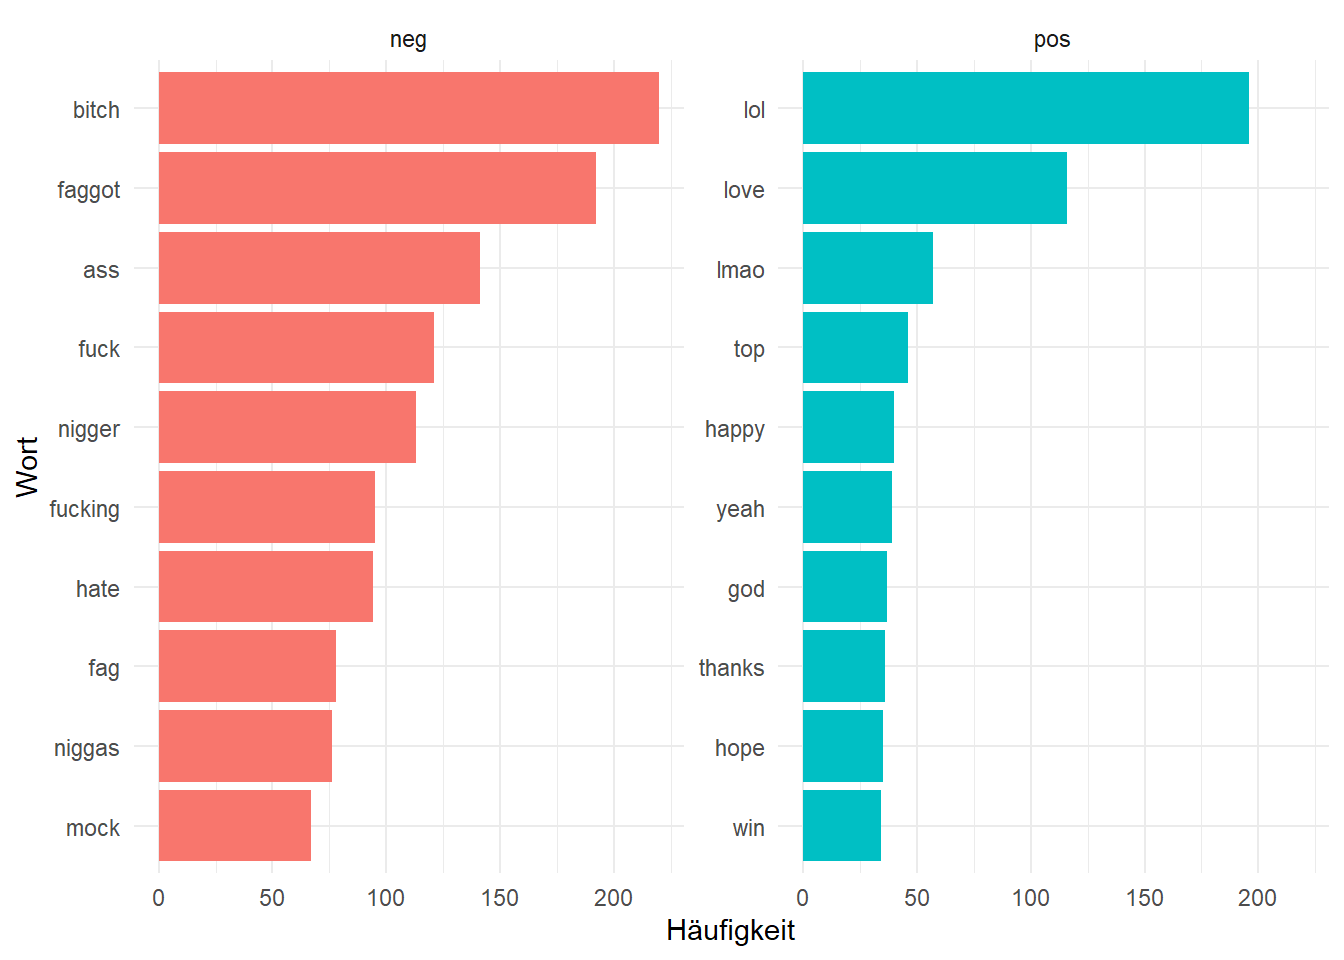 neg
pos
bitch
faggot
ass
fuck
nigger
fucking
hate
fag
niggas
mock
lol
love
lmao
top
happy
yeah
god
thanks
hope
win
Wort
0 50 100 150 200
0 50 100 150 200
Häufigkeit